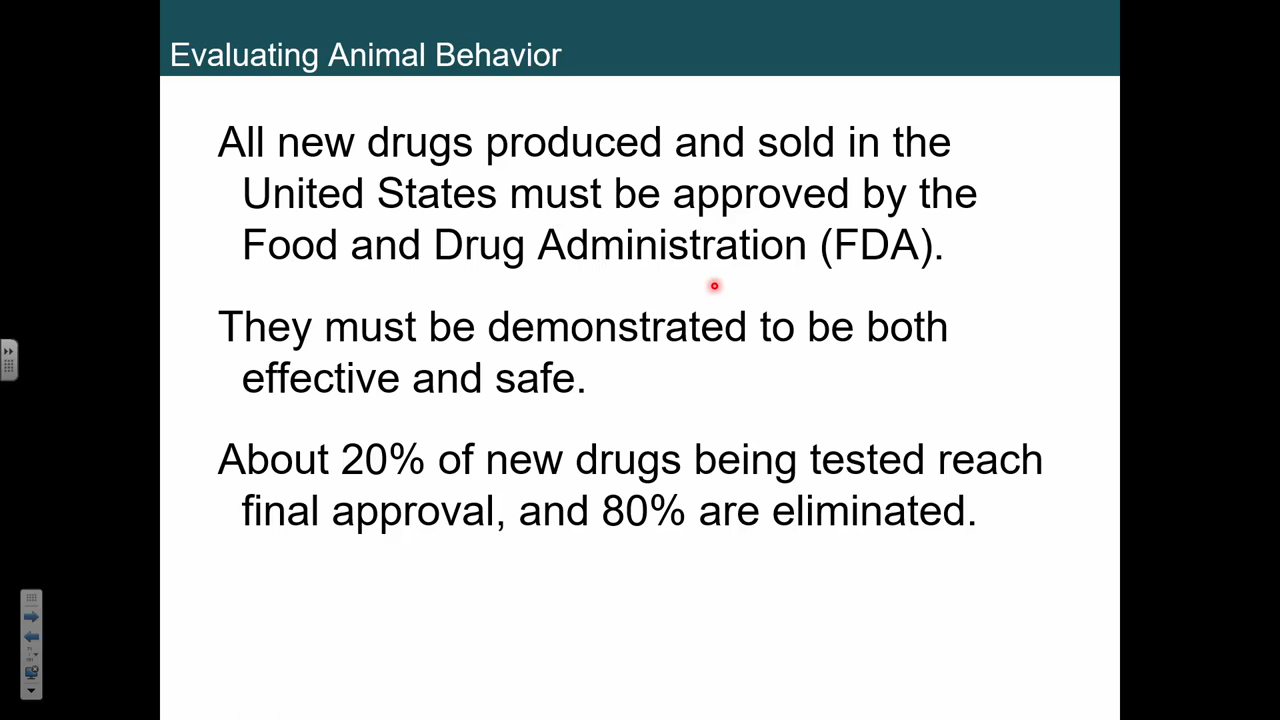 Evaluating Animal Behavior
All new drugs produced and sold in the
United States must be approved by the
Food and Drug Administration (FDA).
They must be demonstrated to be both
effective and safe.
About 20% of new drugs being tested reach
final approval, and 80% are eliminated.